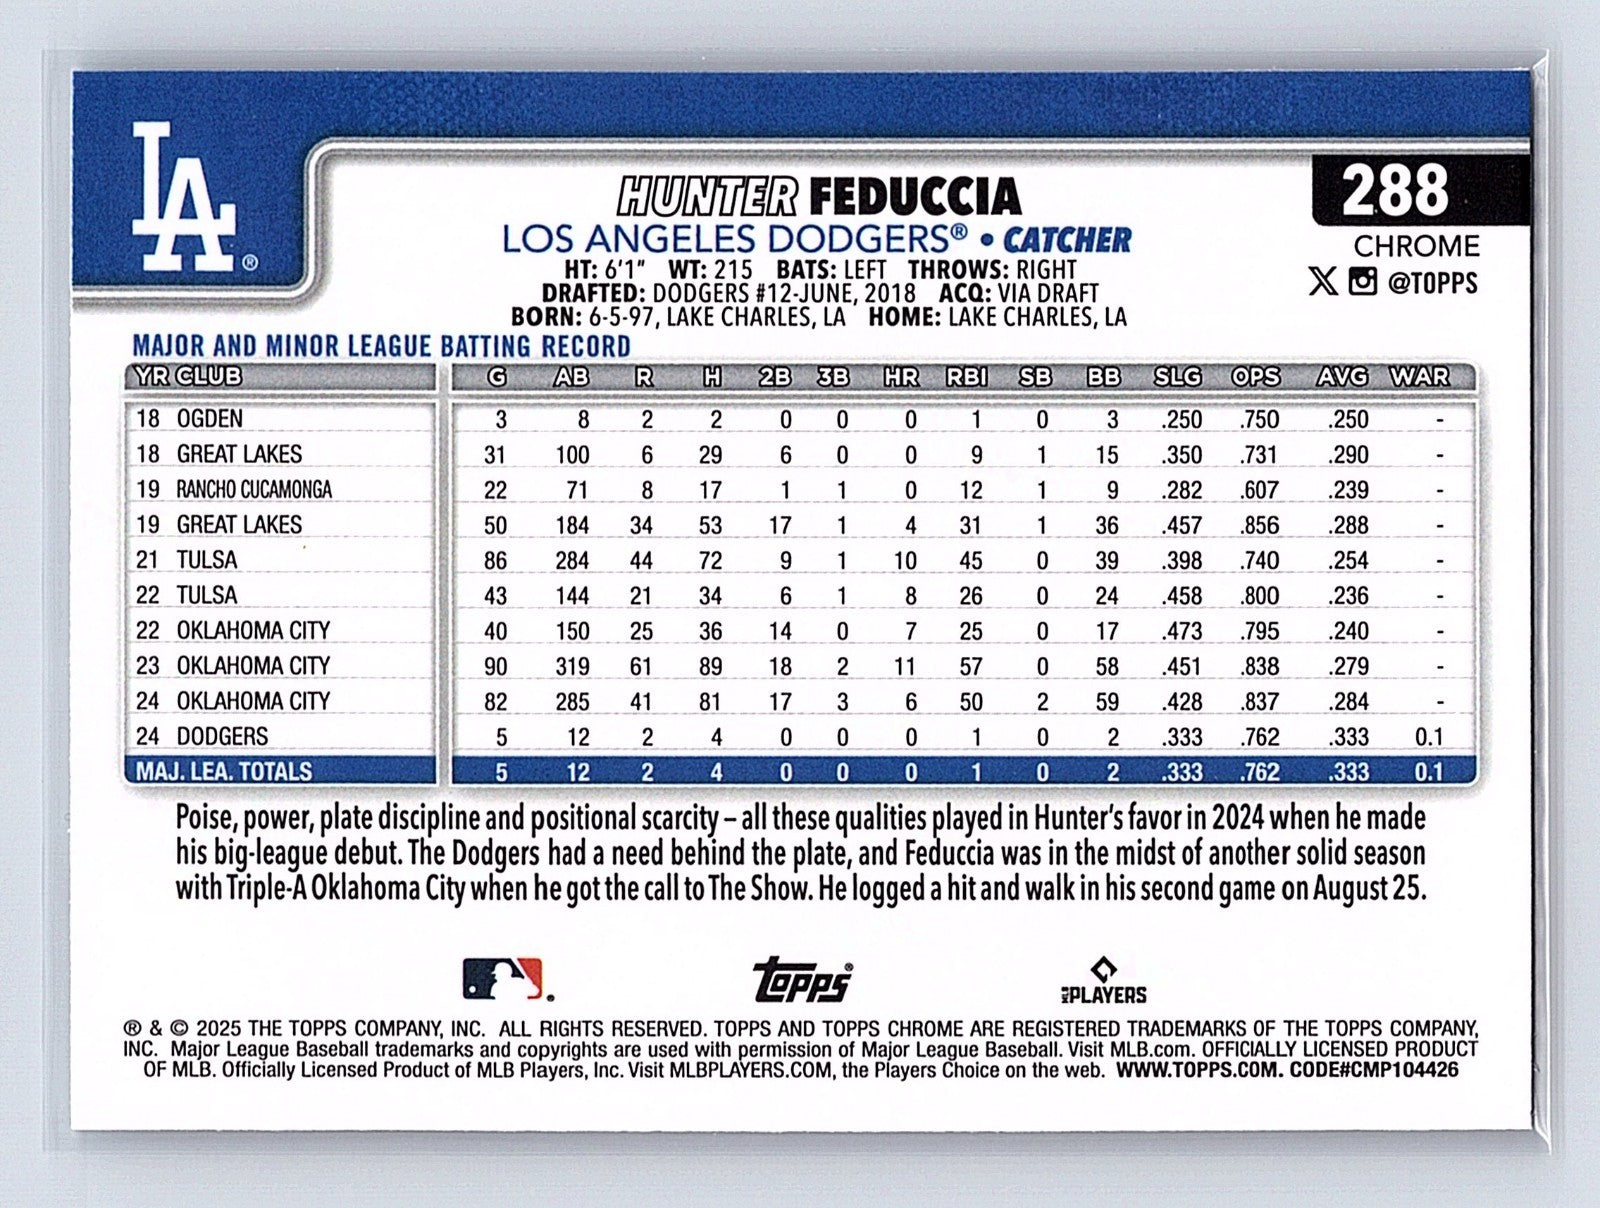 LA®
HUNTER FEDUCCIA
288
LOS ANGELES DODGERS® • CATCHER
CHROME
HT: 6'1" WT: 215 BATS: LEFT THROWS: RIGHT
@TOPPS
DRAFTED: DODGERS #12-JUNE, 2018 ACQ: VIA DRAFT
BORN: 6-5-97, LAKE CHARLES, LA HOME: LAKE CHARLES, LA
MAJOR AND MINOR LEAGUE BATTING RECORD
YR CLUB G AB R H 2B 3B HR RBI SB BB SLG OPS AVG WAR
18 OGDEN 3 8 2 2 0 0 0 1 0 3 .250 .750 .250 -
18 GREAT LAKES 31 100 6 29 6 0 0 9 1 15 .350 .731 .290 -
19 RANCHO CUCAMONGA 22 71 8 17 1 1 0 12 1 9 .282 .607 .239 -
19 GREAT LAKES 50 184 34 53 17 1 4 31 1 36 .457 .856 .288 -
21 TULSA 86 284 44 72 9 1 10 45 0 39 .398 .740 .254 -
22 TULSA 43 144 21 34 6 1 8 26 0 24 .458 .800 .236 -
22 OKLAHOMA CITY 40 150 25 36 14 0 7 25 0 17 .473 .795 .240 -
23 OKLAHOMA CITY 90 319 61 89 18 2 11 57 0 58 .451 .838 .279 -
24 OKLAHOMA CITY 82 285 41 81 17 3 6 50 2 59 .428 .837 .284 -
24 DODGERS 5 12 2 4 0 0 0 1 0 2 .333 .762 .333 0.1
MAJ. LEA. TOTALS 5 12 2 4 0 0 0 1 0 2 .333 .762 .333 0.1
Poise, power, plate discipline and positional scarcity – all these qualities played in Hunter's favor in 2024 when he made
his big-league debut. The Dodgers had a need behind the plate, and Feduccia was in the midst of another solid season
with Triple-A Oklahoma City when he got the call to The Show. He logged a hit and walk in his second game on August 25.
Topps® MLB PLAYERS
® & © 2025 THE TOPPS COMPANY, INC. ALL RIGHTS RESERVED. TOPPS AND TOPPS CHROME ARE REGISTERED TRADEMARKS OF THE TOPPS COMPANY,
INC. Major League Baseball trademarks and copyrights are used with permission of Major League Baseball. Visit MLB.com. OFFICIALLY LICENSED PRODUCT
OF MLB. Officially Licensed Product of MLB Players, Inc. Visit MLBPLAYERS.COM, the Players Choice on the web. WWW.TOPPS.COM. CODE#CMP104426